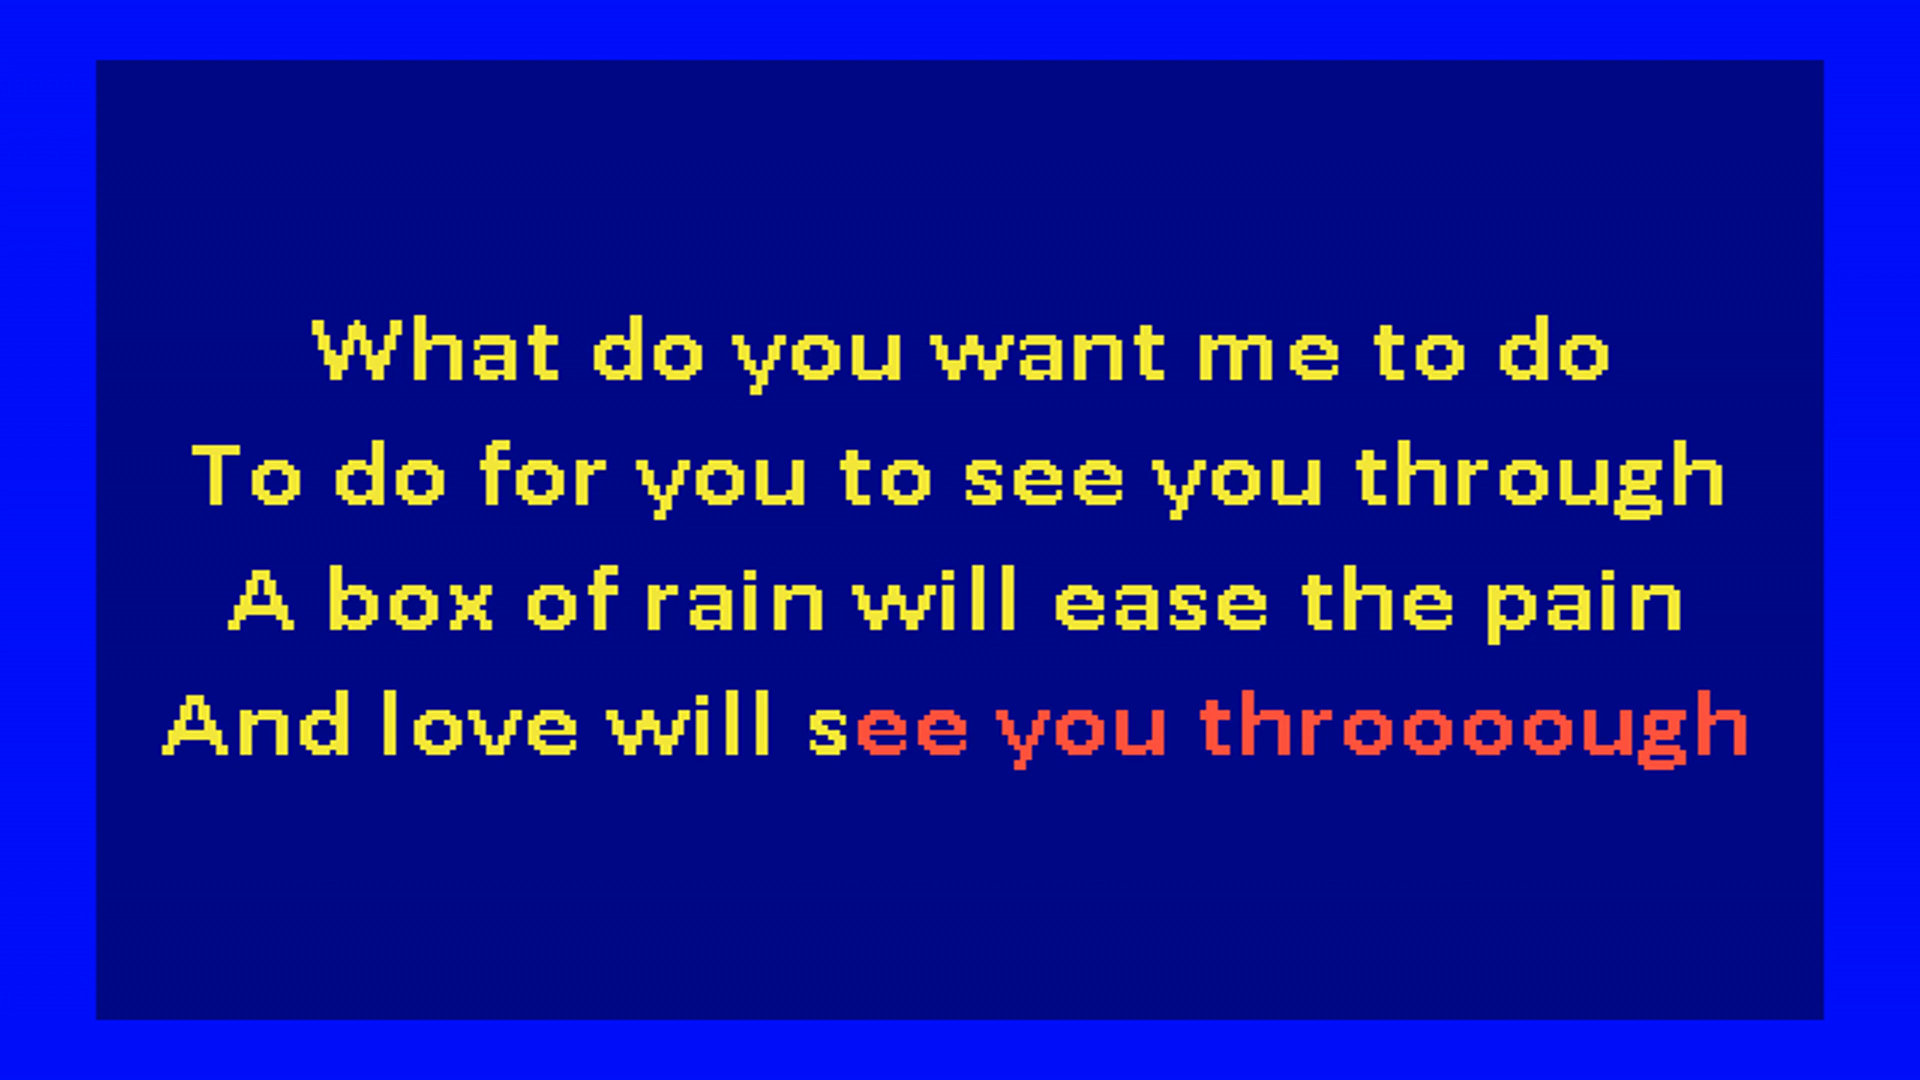 What do you want me to do
To do for you to see you through
A box of rain will ease the pain
And love will see you throooough